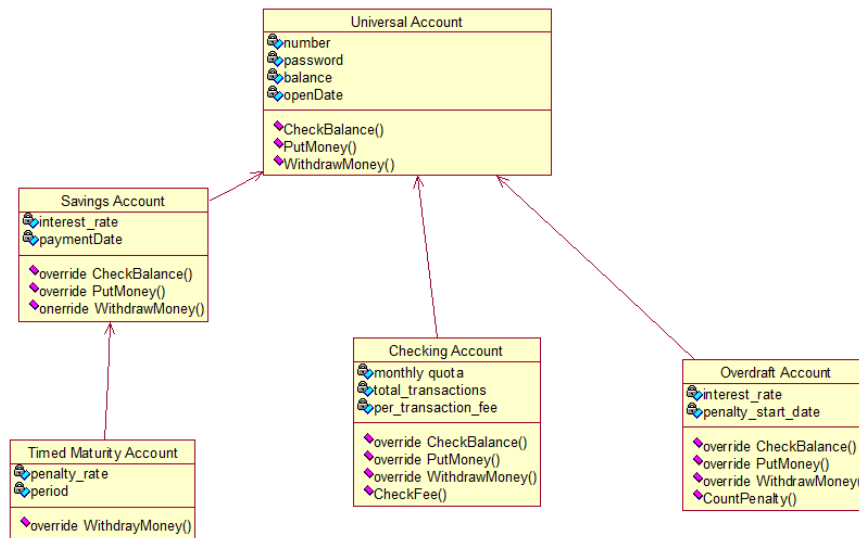 Universal Account
number
password
balance
openDate
CheckBalance()
PutMoney()
WithdrawMoney()
Savings Account
interest_rate
paymentDate
override CheckBalance()
override PutMoney()
onerride WithdrawMoney()
Checking Account
monthly quota
total_transactions
per_transaction_fee
override CheckBalance()
override PutMoney()
override WithdrawMoney()
CheckFee()
Overdraft Account
interest_rate
penalty_start_date
override CheckBalance()
override PutMoney()
override WithdrawMoney()
CountPenalty()
Timed Maturity Account
penalty_rate
period
override WithdrayMoney()